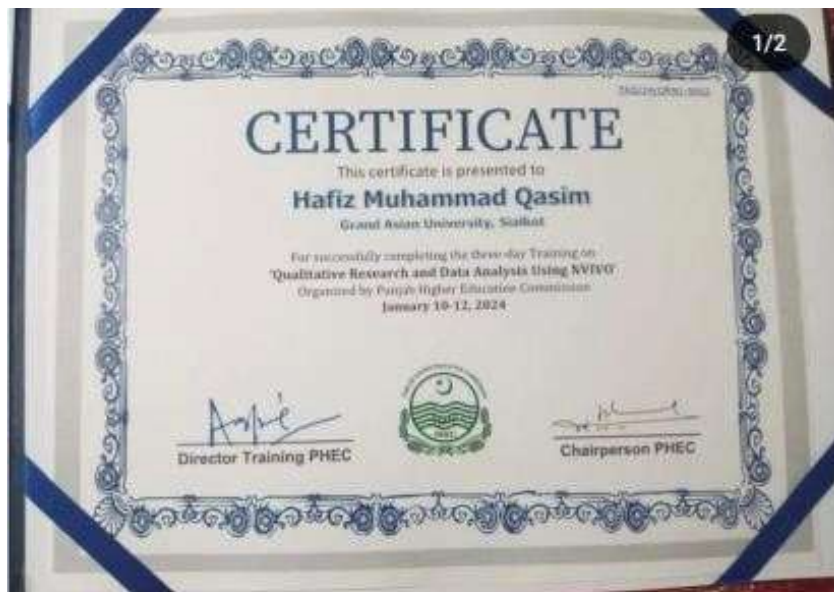 1/2
CERTIFICATE
This certificate is presented to
Hafiz Muhammad Qasim
Grand Asian University, Sialkot
For successfully completing the three-day Training on
'Qualitative Research and Data Analysis Using NVIVO'
Organized by Punjab Higher Education Commission
January 10-12, 2024
Director Training PHEC
Chairperson PHEC